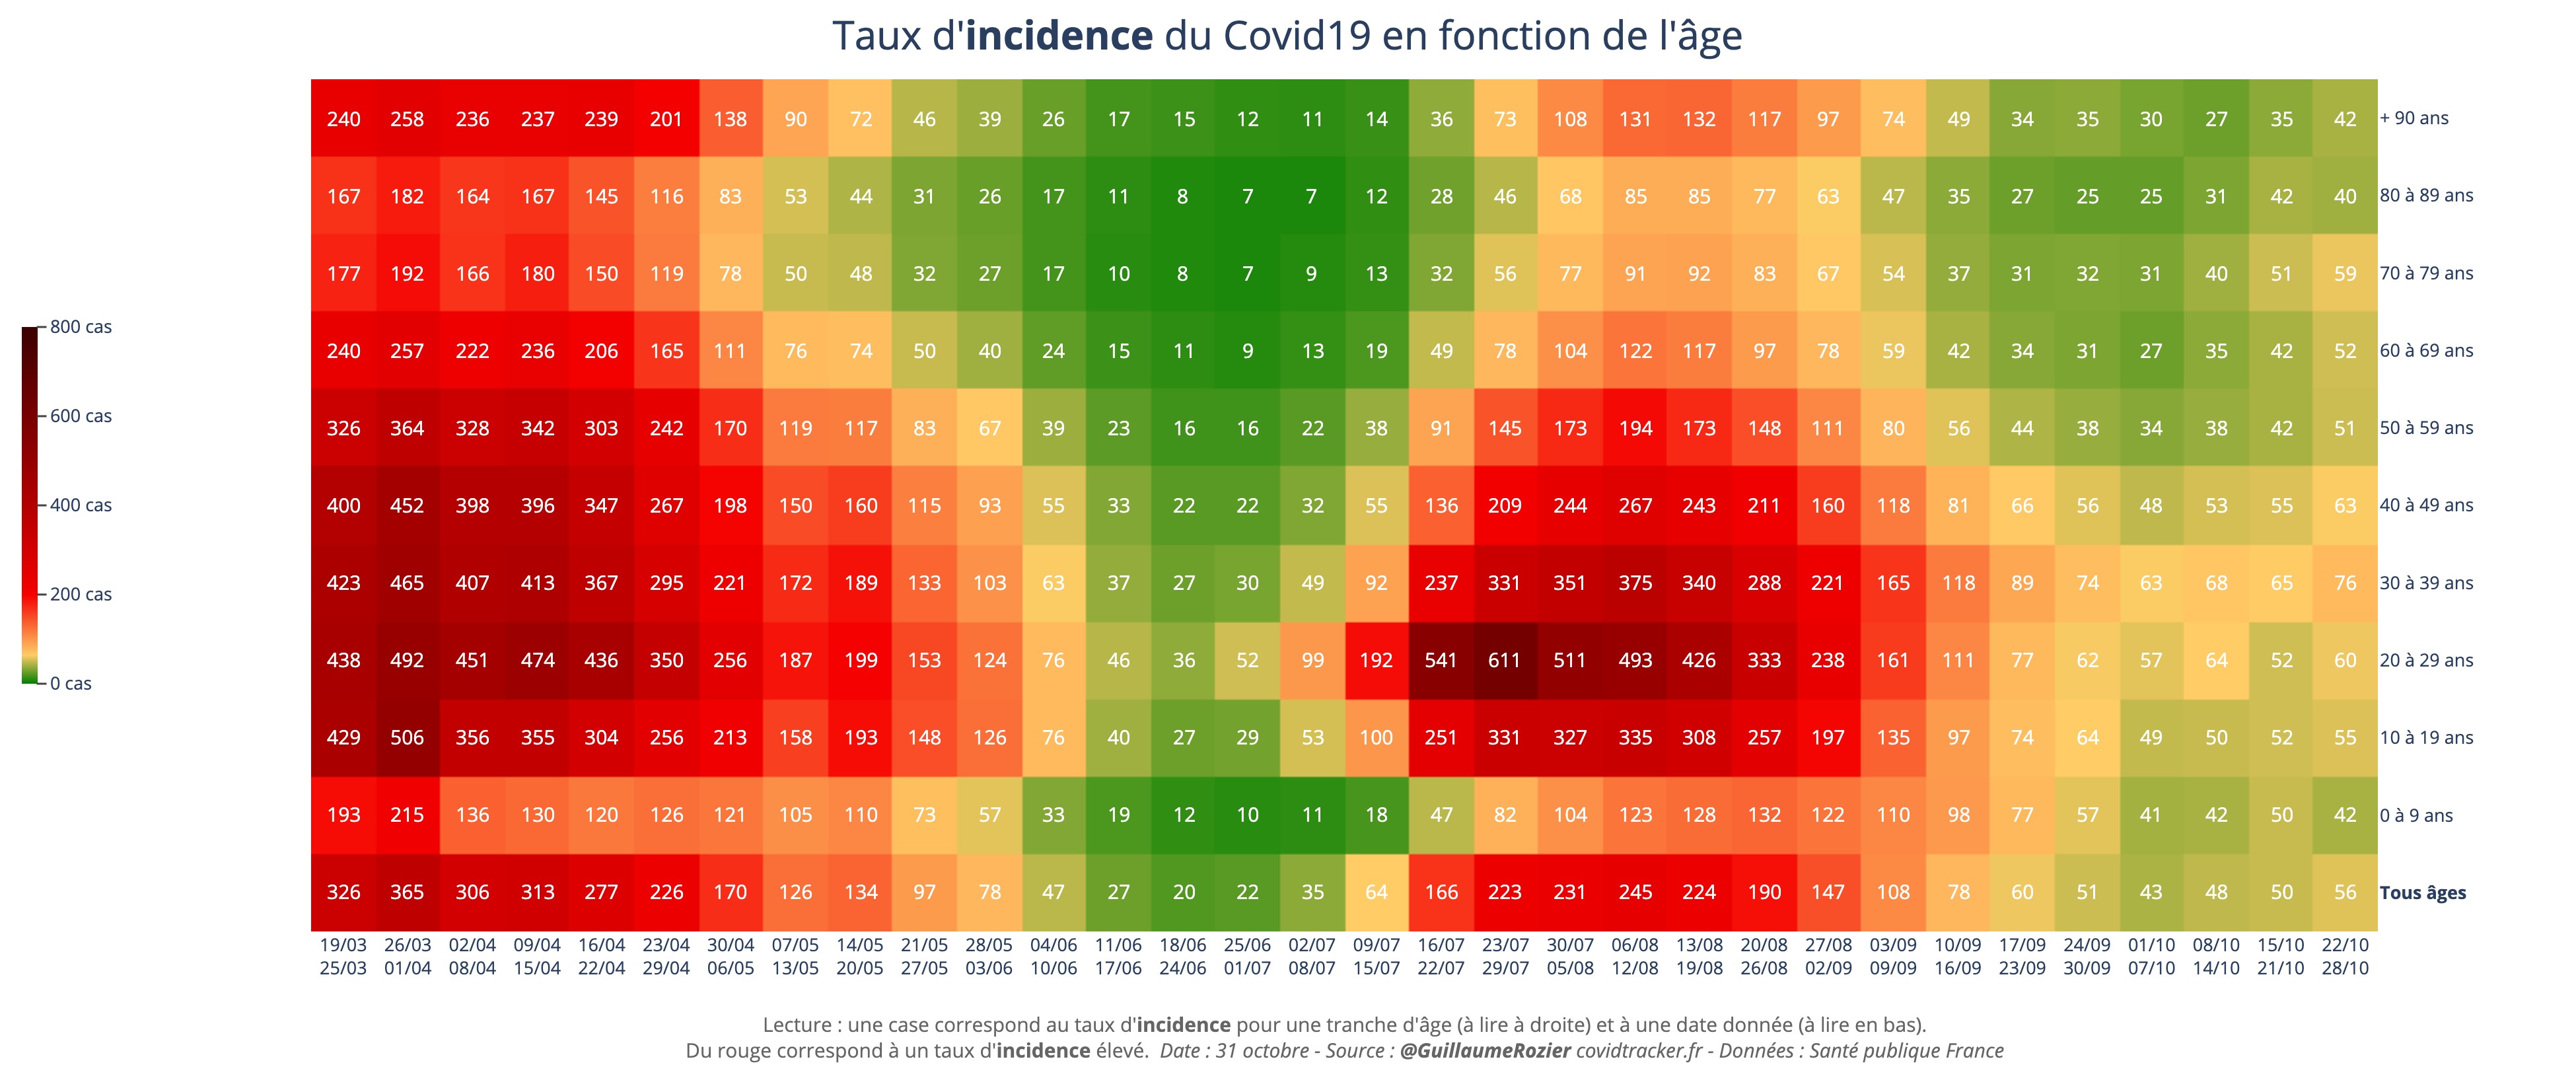 Taux d'incidence du Covid19 en fonction de l'âge
240 258 236 237 239 201 138 90 72 46 39 26 17 15 12 11 14 36 73 108 131 132 117 97 74 49 34 35 30 27 35 42 + 90 ans
167 182 164 167 145 116 83 53 44 31 26 17 11 8 7 7 12 28 46 68 85 85 77 63 47 35 27 25 25 31 42 40 80 à 89 ans
177 192 166 180 150 119 78 50 48 32 27 17 10 8 7 9 13 32 56 77 91 92 83 67 54 37 31 32 31 40 51 59 70 à 79 ans
800 cas
240 257 222 236 206 165 111 76 74 50 40 24 15 11 9 13 19 49 78 104 122 117 97 78 59 42 34 31 27 35 42 52 60 à 69 ans
600 cas
326 364 328 342 303 242 170 119 117 83 67 39 23 16 16 22 38 91 145 173 194 173 148 111 80 56 44 38 34 38 42 51 50 à 59 ans
400 cas
400 452 398 396 347 267 198 150 160 115 93 55 33 22 22 32 55 136 209 244 267 243 211 160 118 81 66 56 48 53 55 63 40 à 49 ans
423 465 407 413 367 295 221 172 189 133 103 63 37 27 30 49 92 237 331 351 375 340 288 221 165 118 89 74 63 68 65 76 30 à 39 ans
200 cas
438 492 451 474 436 350 256 187 199 153 124 76 46 36 52 99 192 541 611 511 493 426 333 238 161 111 77 62 57 64 52 60 20 à 29 ans
0 cas
429 506 356 355 304 256 213 158 193 148 126 76 40 27 29 53 100 251 331 327 335 308 257 197 135 97 74 64 49 50 52 55 10 à 19 ans
193 215 136 130 120 126 121 105 110 73 57 33 19 12 10 11 18 47 82 104 123 128 132 122 110 98 77 57 41 42 50 42 0 à 9 ans
326 365 306 313 277 226 170 126 134 97 78 47 27 20 22 35 64 166 223 231 245 224 190 147 108 78 60 51 43 48 50 56 Tous âges
19/03 26/03 02/04 09/04 16/04 23/04 30/04 07/05 14/05 21/05 28/05 04/06 11/06 18/06 25/06 02/07 09/07 16/07 23/07 30/07 06/08 13/08 20/08 27/08 03/09 10/09 17/09 24/09 01/10 08/10 15/10 22/10
25/03 01/04 08/04 15/04 22/04 29/04 06/05 13/05 20/05 27/05 03/06 10/06 17/06 24/06 01/07 08/07 15/07 22/07 29/07 05/08 12/08 19/08 26/08 02/09 09/09 16/09 23/09 30/09 07/10 14/10 21/10 28/10
Lecture : une case correspond au taux d'incidence pour une tranche d'âge (à lire à droite) et à une date donnée (à lire en bas).
Du rouge correspond à un taux d'incidence élevé. Date : 31 octobre - Source : @GuillaumeRozier covidtracker.fr - Données : Santé publique France